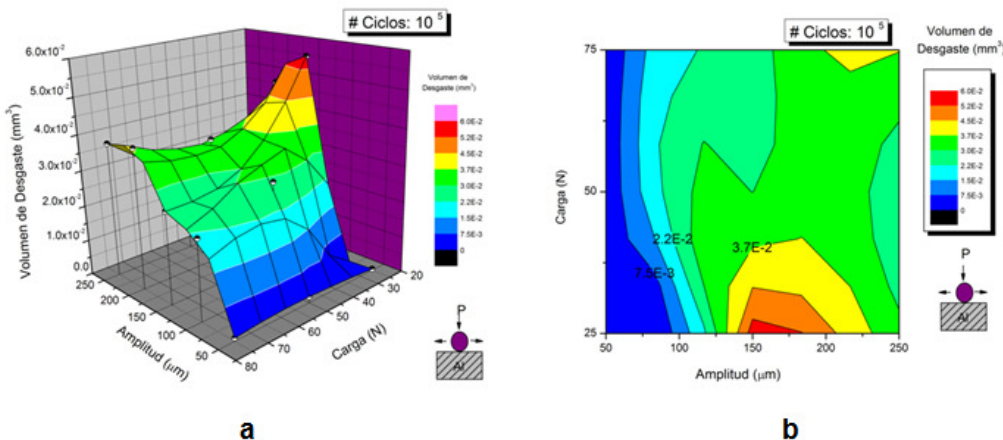 # Ciclos: 10 5
Volumen de Desgaste (mm3)
6.0x10-2
5.0x10-2
4.0x10-2
3.0x10-2
2.0x10-2
1.0x10-2
0.0
250
200
150
100
50
Amplitud (μm)
80
70
60
50
40
30
20
Carga (N)
Volumen de
Desgaste (mm3)
6.0E-2
5.2E-2
4.5E-2
3.7E-2
3.0E-2
2.2E-2
1.5E-2
7.5E-3
0
P
Al
a
# Ciclos: 10 5
75
50
25
Carga (N)
2.2E-2
3.7E-2
7.5E-3
50
100
150
200
250
Amplitud (μm)
Volumen de
Desgaste (mm3)
6.0E-2
5.2E-2
4.5E-2
3.7E-2
3.0E-2
2.2E-2
1.5E-2
7.5E-3
0
P
Al
b